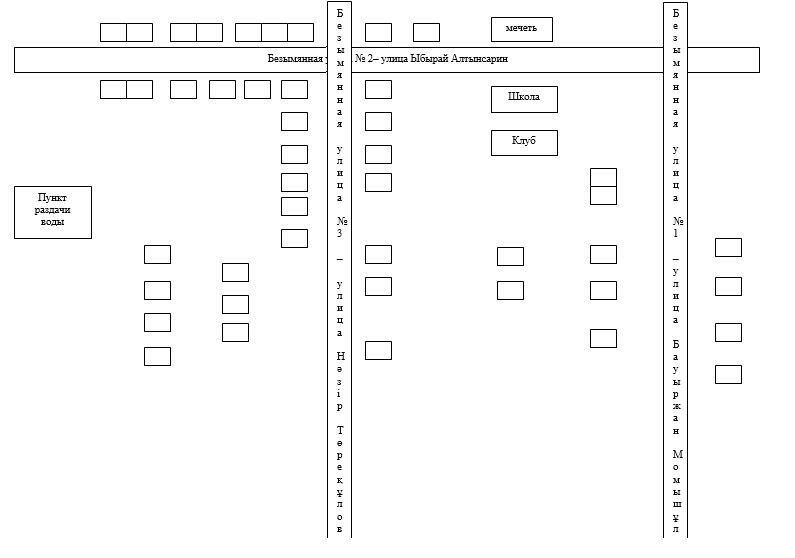 мечеть
Безымянная № 2– улица Ыбырай Алтынсарин
Школа
Клуб
Пункт
раздачи
воды
Безымянная улица № 3 – улица Нәзір Төреқұлов
Безымянная улица № 1 – улица Бауыржан Момышұл